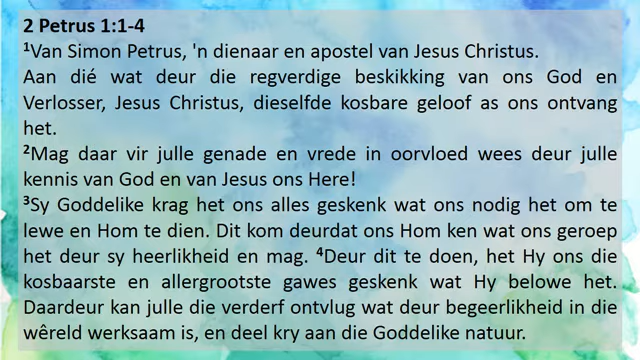 2 Petrus 1:1-4
¹Van Simon Petrus, 'n dienaar en apostel van Jesus Christus.
Aan dié wat deur die regverdige beskikking van ons God en
Verlosser, Jesus Christus, dieselfde kosbare geloof as ons ontvang
het.
²Mag daar vir julle genade en vrede in oorvloed wees deur julle
kennis van God en van Jesus ons Here!
³Sy Goddelike krag het ons alles geskenk wat ons nodig het om te
lewe en Hom te dien. Dit kom deurdat ons Hom ken wat ons geroep
het deur sy heerlikheid en mag. ⁴Deur dit te doen, het Hy ons die
kosbaarste en allergrootste gawes geskenk wat Hy belowe het.
Daardeur kan julle die verderf ontvlug wat deur begeerlikheid in die
wêreld werksaam is, en deel kry aan die Goddelike natuur.